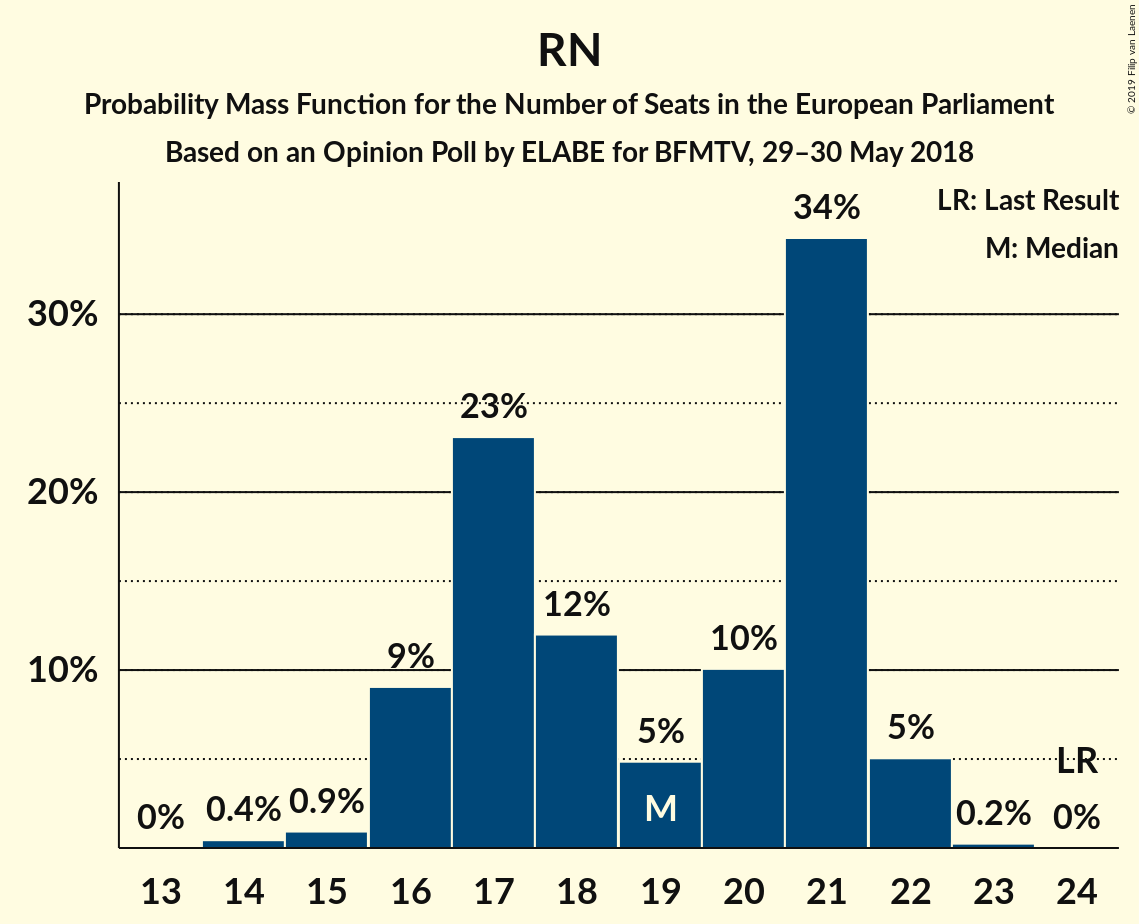 RN
Probability Mass Function for the Number of Seats in the European Parliament
Based on an Opinion Poll by ELABE for BFMTV, 29–30 May 2018
© 2019 Filip van Laenen
LR: Last Result
M: Median
34%
30%
23%
20%
12%
10%
10%
9%
5%
5%
LR
0%
0.4%
0.9%
M
0.2%
0%
13 14 15 16 17 18 19 20 21 22 23 24